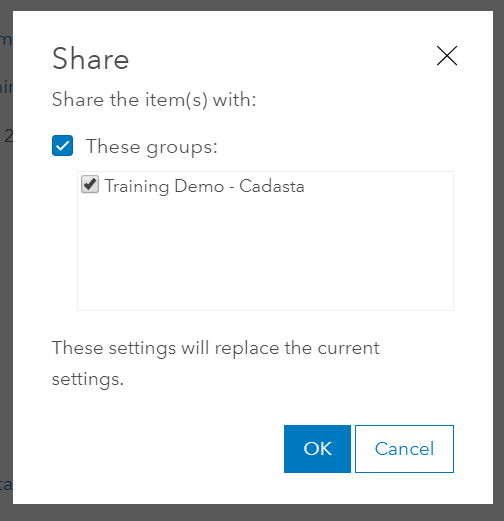 Share
Share the item(s) with:
These groups:
Training Demo - Cadasta
These settings will replace the current
settings.
OK
Cancel